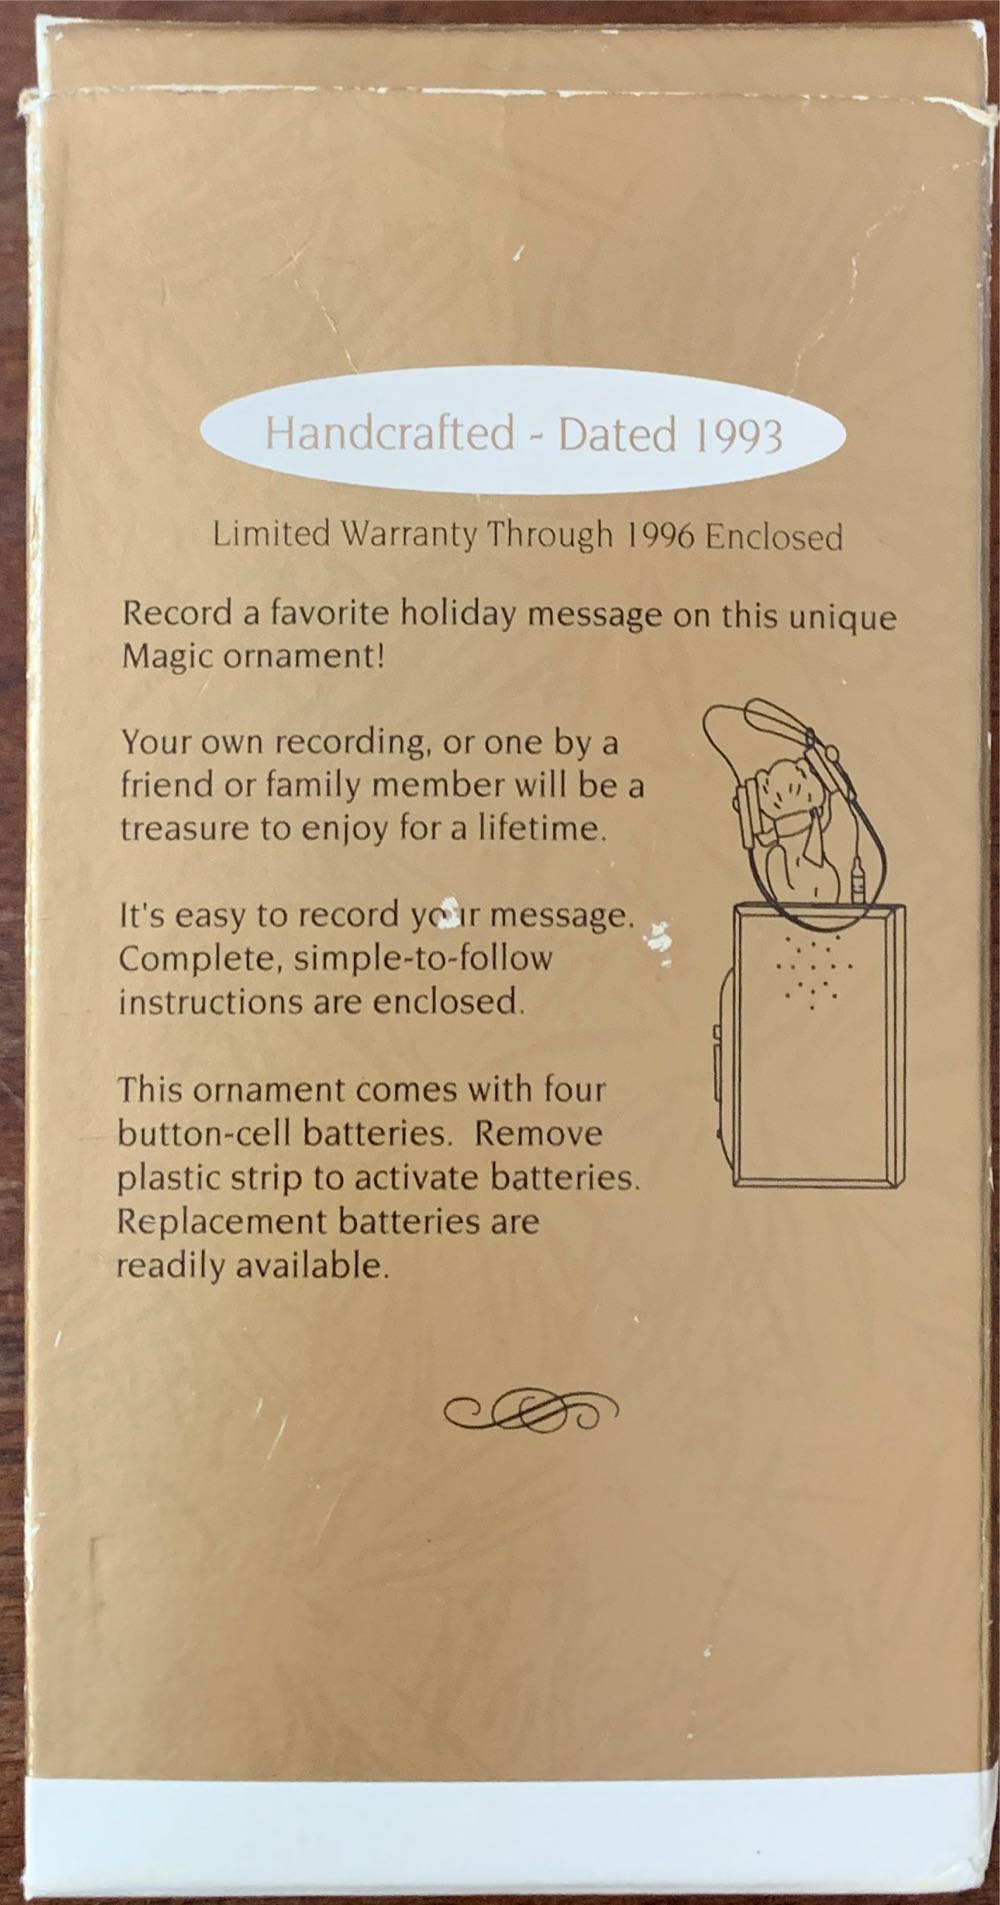 Handcrafted - Dated 1993
Limited Warranty Through 1996 Enclosed
Record a favorite holiday message on this unique
Magic ornament!
Your own recording, or one by a
friend or family member will be a
treasure to enjoy for a lifetime.
It's easy to record your message.
Complete, simple-to-follow
instructions are enclosed.
This ornament comes with four
button-cell batteries. Remove
plastic strip to activate batteries.
Replacement batteries are
readily available.